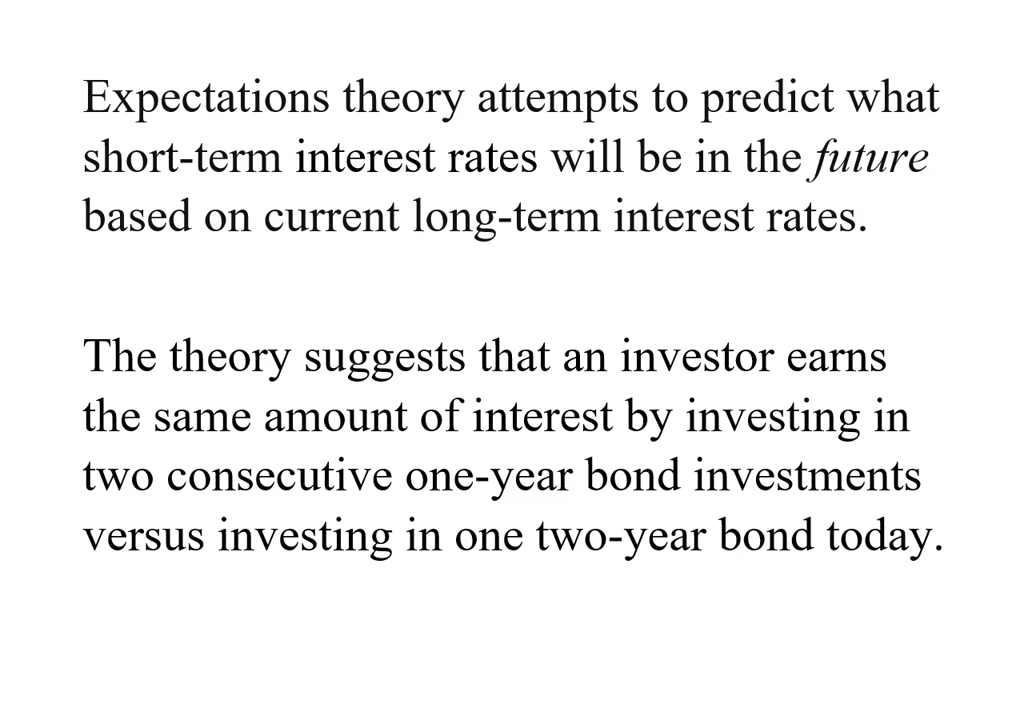 Expectations theory attempts to predict what
short-term interest rates will be in the future
based on current long-term interest rates.
The theory suggests that an investor earns
the same amount of interest by investing in
two consecutive one-year bond investments
versus investing in one two-year bond today.